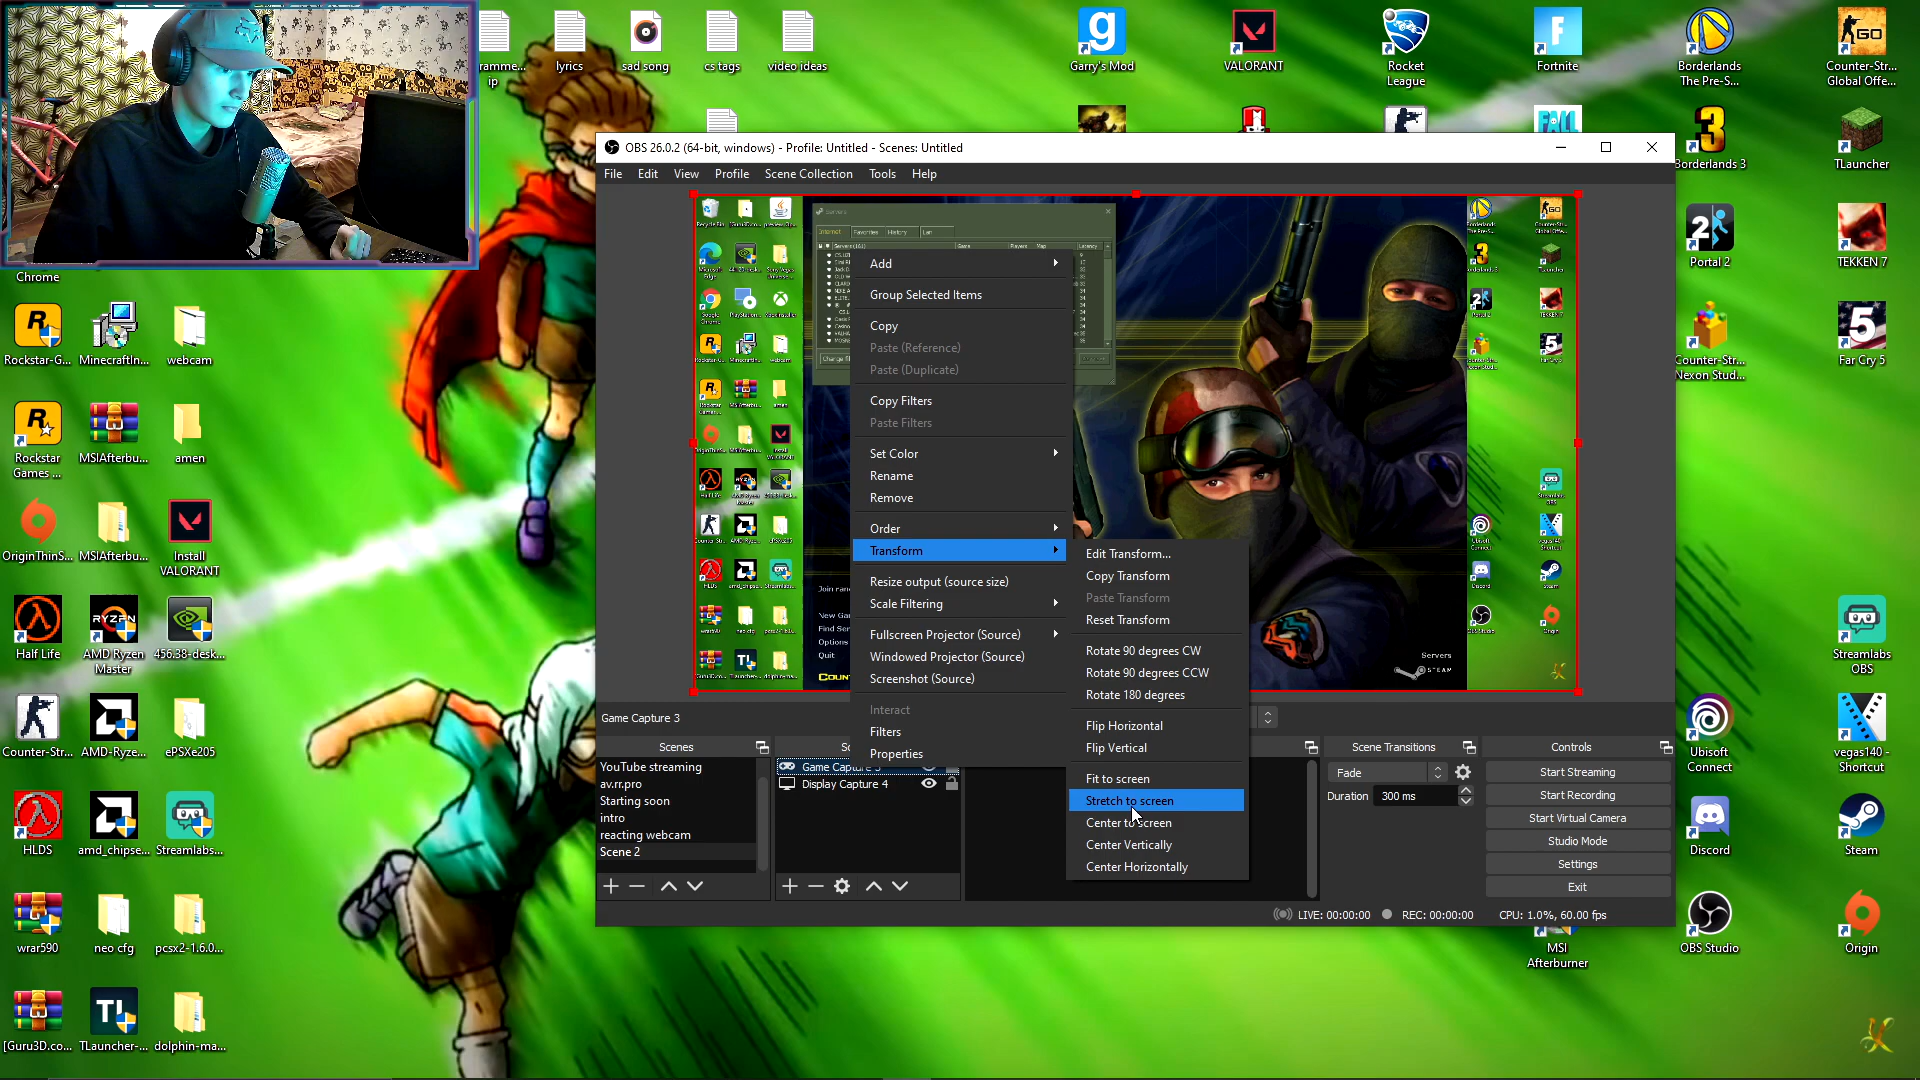 ramme...
ip
lyrics
sad song
cs tags
video ideas
Garry's Mod
VALORANT
Rocket
League
Fortnite
Borderlands
The Pre-S...
Counter-Str...
Global Offe...
Borderlands 3
TLauncher
Portal 2
TEKKEN 7
Counter-Str...
Nexon Stud...
Far Cry 5
Chrome
Rockstar-G...
MinecraftIn...
webcam
Rockstar
Games ...
MSIAfterbu...
amen
OriginThinS...
MSIAfterbu...
Install
VALORANT
Half Life
AMD Ryzen
Master
456.38-desk...
Counter-Str...
AMD-Ryze...
ePSXe205
HLDS
amd_chipse...
Streamlabs...
wrar590
neo cfg
pcsx2-1.6.0...
[Guru3D.co...
TLauncher-...
dolphin-ma...
OBS 26.0.2 (64-bit, windows) - Profile: Untitled - Scenes: Untitled
File Edit View Profile Scene Collection Tools Help
Add
Group Selected Items
Copy
Paste (Reference)
Paste (Duplicate)
Copy Filters
Paste Filters
Set Color
Rename
Remove
Order
Transform
Resize output (source size)
Scale Filtering
Fullscreen Projector (Source)
Windowed Projector (Source)
Screenshot (Source)
Interact
Filters
Properties
Edit Transform...
Copy Transform
Paste Transform
Reset Transform
Rotate 90 degrees CW
Rotate 90 degrees CCW
Rotate 180 degrees
Flip Horizontal
Flip Vertical
Fit to screen
Stretch to screen
Center to screen
Center Vertically
Center Horizontally
Servers
STEAM
Game Capture 3
Scenes
YouTube streaming
av.rr.pro
Starting soon
intro
reacting webcam
Scene 2
Game Capture 3
Display Capture 4
Scene Transitions
Fade
Duration 300 ms
Controls
Start Streaming
Start Recording
Start Virtual Camera
Studio Mode
Settings
Exit
LIVE: 00:00:00 REC: 00:00:00 CPU: 1.0%, 60.00 fps
Streamlabs
OBS
Ubisoft
Connect
vegas140 -
Shortcut
Discord
Steam
MSI
Afterburner
OBS Studio
Origin